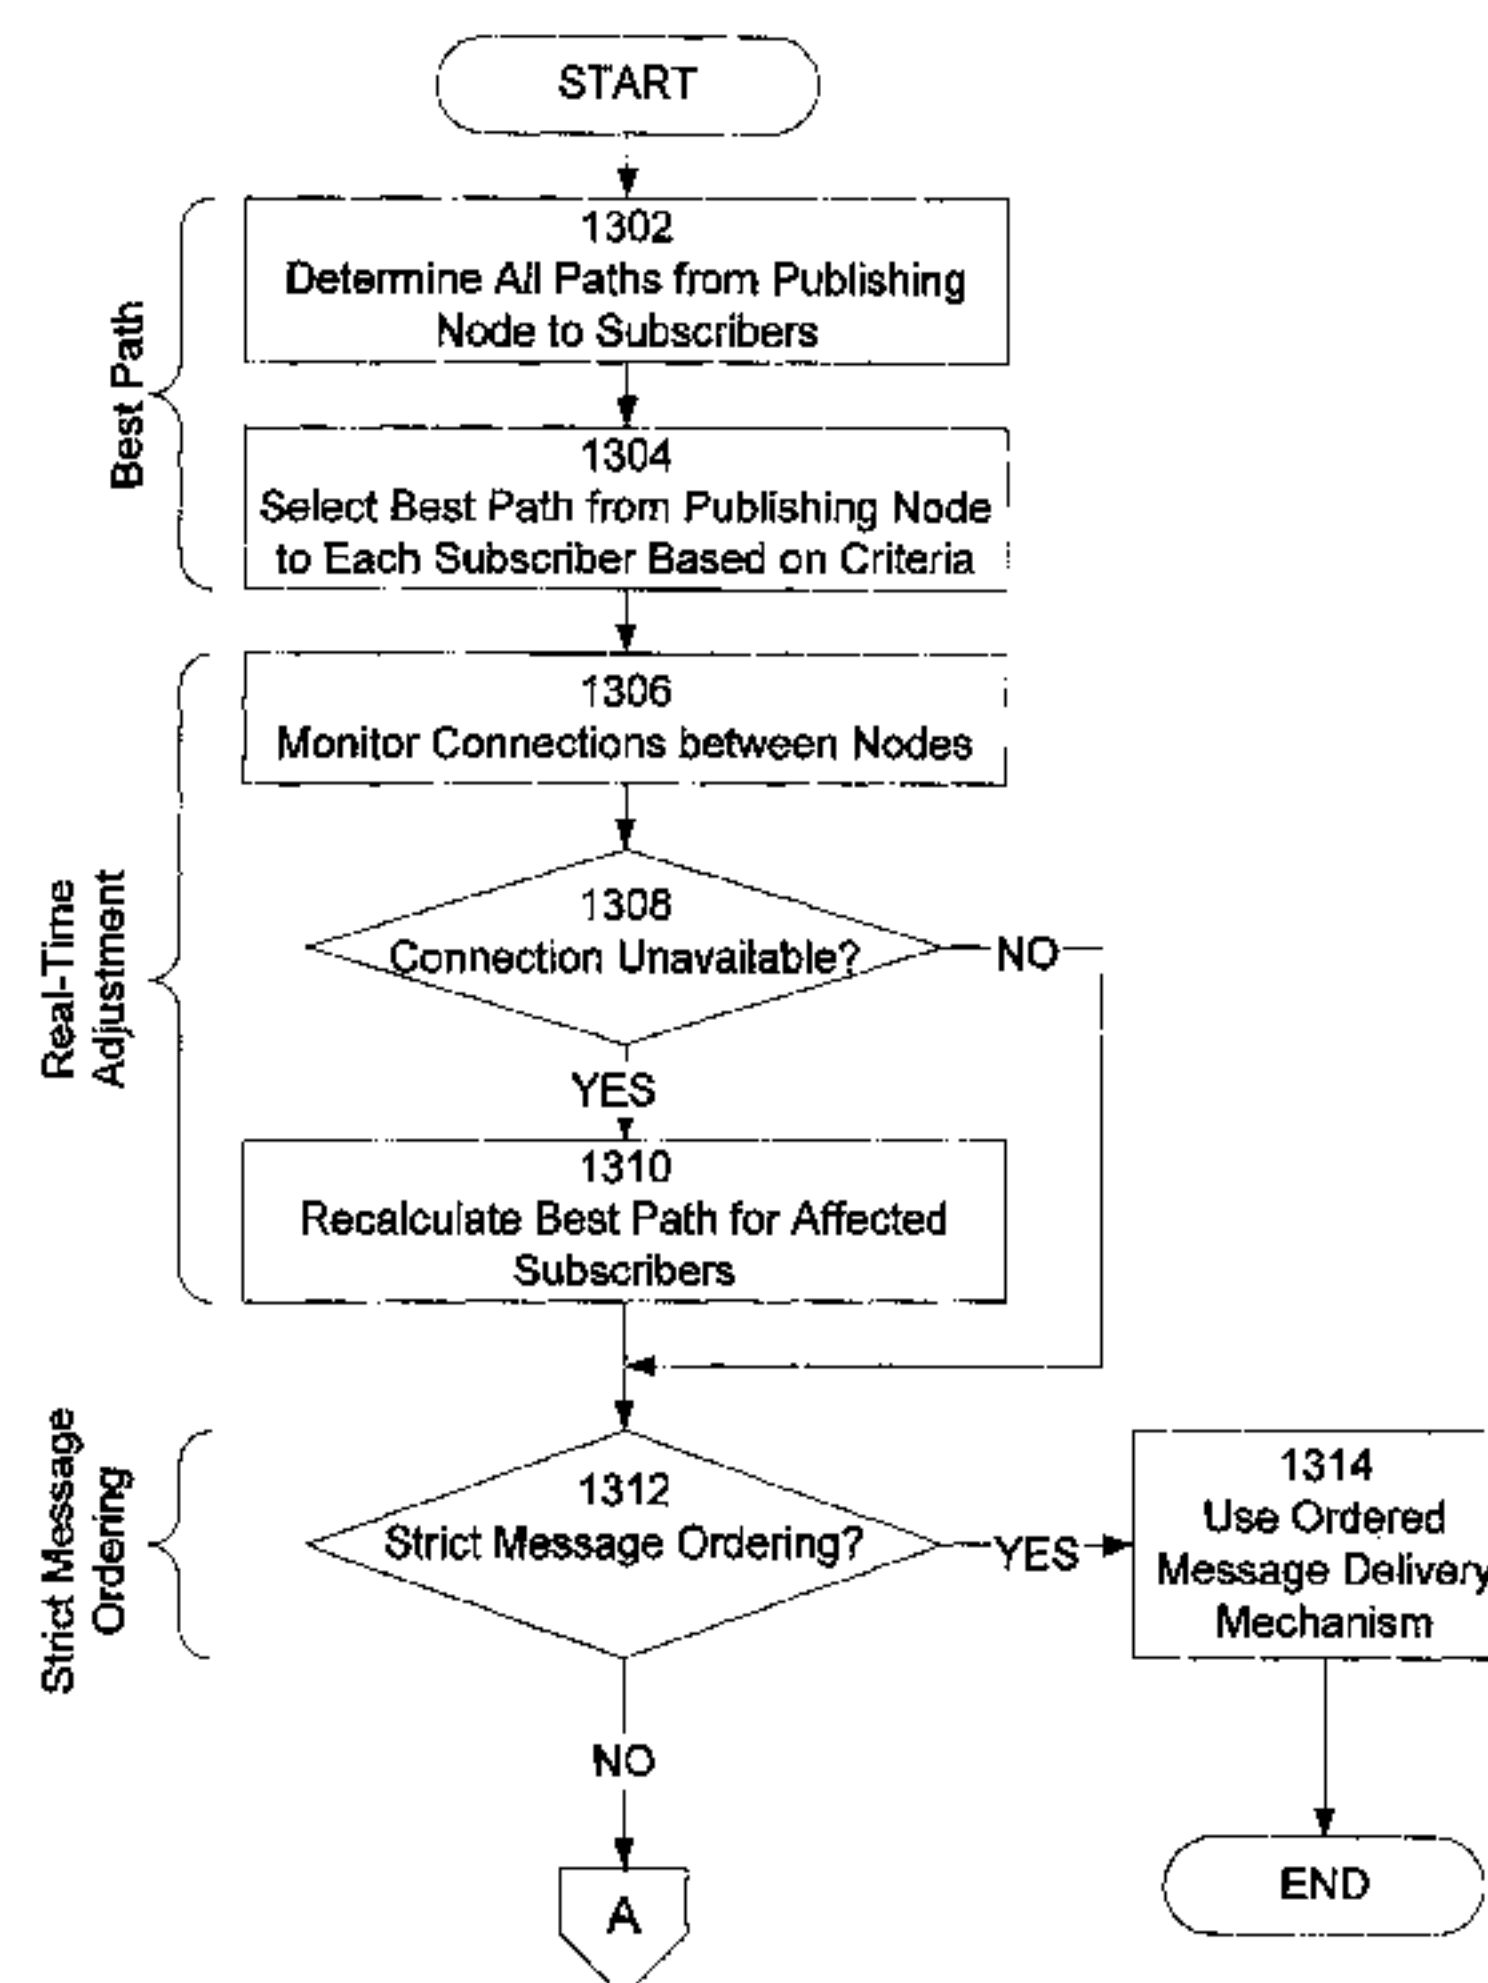 START
Best Path
1302
Determine All Paths from Publishing
Node to Subscribers
1304
Select Best Path from Publishing Node
to Each Subscriber Based on Criteria
Real-Time
Adjustment
1306
Monitor Connections between Nodes
1308
Connection Unavailable?
NO
YES
1310
Recalculate Best Path for Affected
Subscribers
Strict Message
Ordering
1312
Strict Message Ordering?
YES
1314
Use Ordered
Message Delivery
Mechanism
NO
A
END